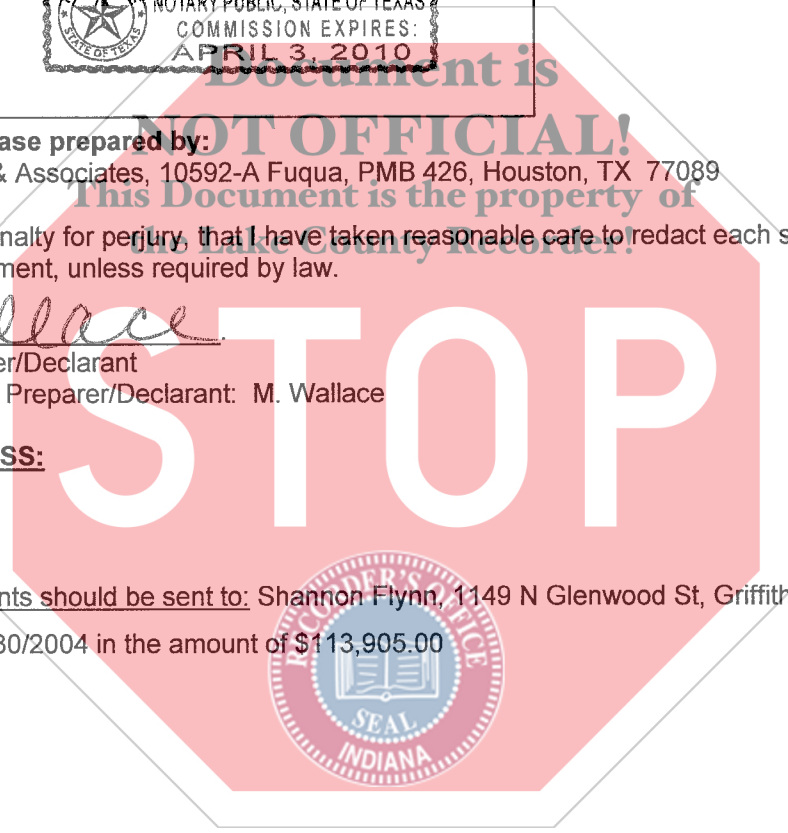 NOTARY PUBLIC, STATE OF TEXAS
COMMISSION EXPIRES:
APRIL 3, 2010
STATE OF TEXAS
Document is
NOT OFFICIAL!
ase prepared by:
& Associates, 10592-A Fuqua, PMB 426, Houston, TX 77089
This Document is the property of
nalty for perjury, that I have taken reasonable care to redact each s
the Lake County Recorder!
ment, unless required by law.
llace
er/Declarant
Preparer/Declarant: M. Wallace
STOP
SS:
nts should be sent to: Shannon Flynn, 1149 N Glenwood St, Griffith
30/2004 in the amount of $113,905.00
RECORDER'S OFFICE
SEAL
INDIANA